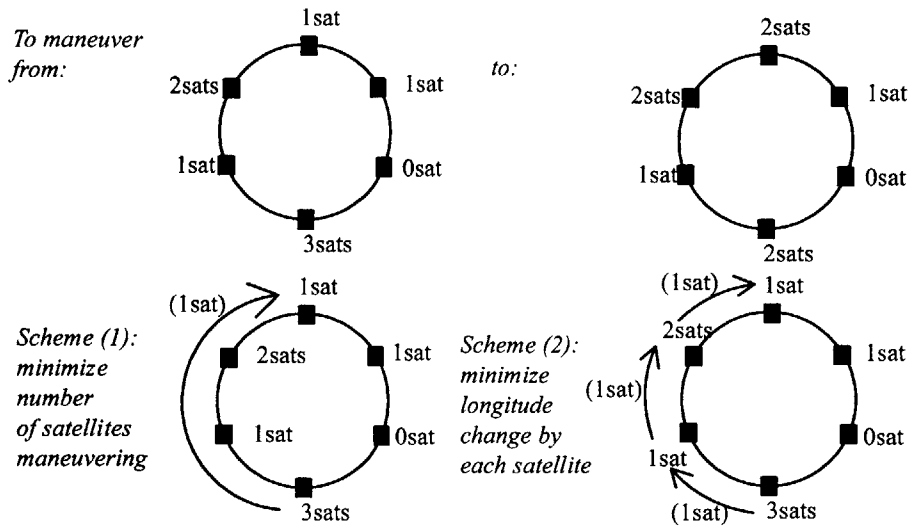 To maneuver
from:
1sat
2sats
1sat
1sat
0sat
3sats
to:
2sats
2sats
1sat
1sat
0sat
2sats
Scheme (1):
minimize
number
of satellites
maneuvering
(1sat)
1sat
2sats
1sat
1sat
0sat
3sats
Scheme (2):
minimize
longitude
change by
each satellite
(1sat)
1sat
2sats
1sat
(1sat)
1sat
0sat
(1sat)
3sats